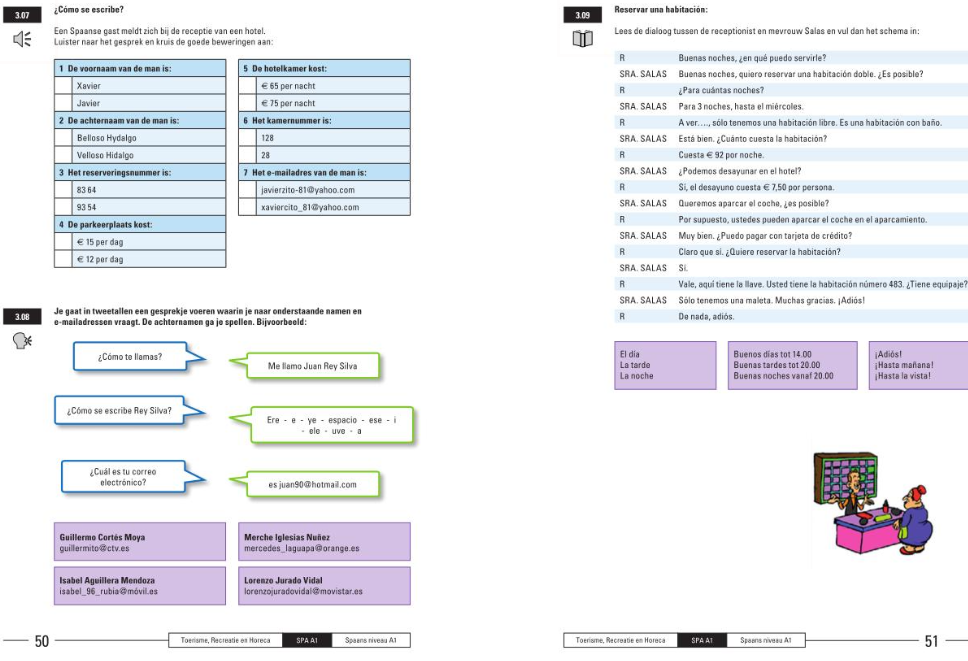 3.07
¿Cómo se escribe?
Een Spaanse gast meldt zich bij de receptie van een hotel.
Luister naar het gesprek en kruis de goede beweringen aan:
1 De voornaam van de man is:
Xavier
Javier
2 De achternaam van de man is:
Belloso Hydalgo
Velloso Hidalgo
3 Het reserveringsnummer is:
83 64
93 54
4 De parkeerplaats kost:
€ 15 per dag
€ 12 per dag
5 De hotelkamer kost:
€ 65 per nacht
€ 75 per nacht
6 Het kamernummer is:
128
28
7 Het e-mailadres van de man is:
javierzito-81@yahoo.com
xaviercito_81@yahoo.com
3.08
Je gaat in tweetallen een gesprekje voeren waarin je naar onderstaande namen en
e-mailadressen vraagt. De achternamen ga je spellen. Bijvoorbeeld:
¿Cómo te llamas?
Me llamo Juan Rey Silva
¿Cómo se escribe Rey Silva?
Ere - e - ye - espacio - ese - i
- ele - uve - a
¿Cuál es tu correo
electrónico?
es juan90@hotmail.com
Guillermo Cortés Moya
guillermito@ctv.es
Merche Iglesias Nuñez
mercedes_laguapa@orange.es
Isabel Aguillera Mendoza
isabel_96_rubia@móvil.es
Lorenzo Jurado Vidal
lorenzojuradovidal@movistar.es
50
Toerisme, Recreatie en Horeca
SPA A1
Spaans niveau A1
3.09
Reservar una habitación:
Lees de dialoog tussen de receptionist en mevrouw Salas en vul dan het schema in:
R Buenas noches, ¿en qué puedo servirle?
SRA. SALAS Buenas noches, quiero reservar una habitación doble. ¿Es posible?
R ¿Para cuántas noches?
SRA. SALAS Para 3 noches, hasta el miércoles.
R A ver...., sólo tenemos una habitación libre. Es una habitación con baño.
SRA. SALAS Está bien. ¿Cuánto cuesta la habitación?
R Cuesta € 92 por noche.
SRA. SALAS ¿Podemos desayunar en el hotel?
R Sí, el desayuno cuesta € 7,50 por persona.
SRA. SALAS Queremos aparcar el coche, ¿es posible?
R Por supuesto, ustedes pueden aparcar el coche en el aparcamiento.
SRA. SALAS Muy bien. ¿Puedo pagar con tarjeta de crédito?
R Claro que sí. ¿Quiere reservar la habitación?
SRA. SALAS Sí.
R Vale, aquí tiene la llave. Usted tiene la habitación número 483. ¿Tiene equipaje?
SRA. SALAS Sólo tenemos una maleta. Muchas gracias. ¡Adiós!
R De nada, adiós.
El día
La tarde
La noche
Buenos días tot 14.00
Buenas tardes tot 20.00
Buenas noches vanaf 20.00
¡Adiós!
¡Hasta mañana!
¡Hasta la vista!
Toerisme, Recreatie en Horeca
SPA A1
Spaans niveau A1
51